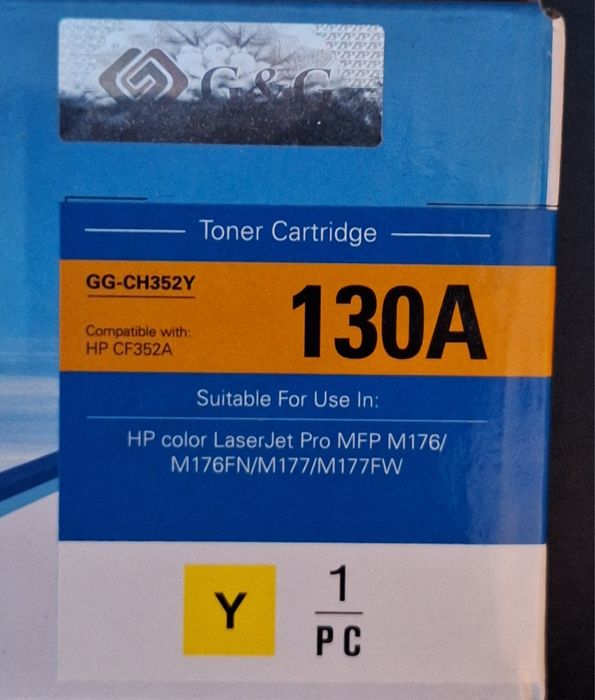 G&G
Toner Cartridge
GG-CH352Y
Compatible with:
HP CF352A
130A
Suitable For Use In:
HP color LaserJet Pro MFP M176/
M176FN/M177/M177FW
Y
1
PC